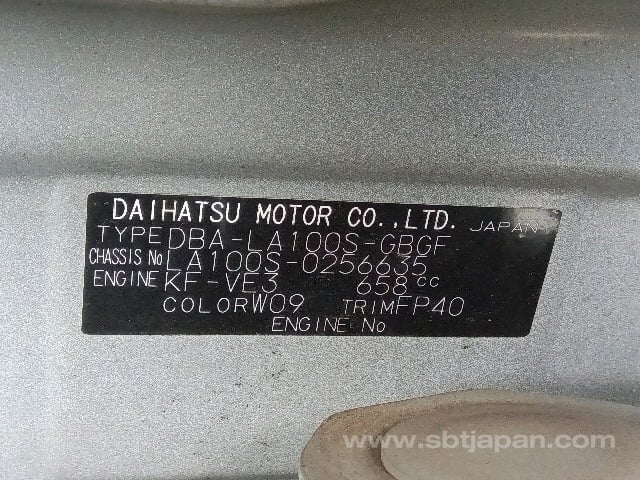 DAIHATSU MOTOR CO.,LTD. JAPAN
TYPE DBA-LA100S-GBGF
CHASSIS No LA100S-0256635
ENGINE KF-VE3 658cc
COLOR W09 TRIM FP40
ENGINE No
www.sbtjapan.com